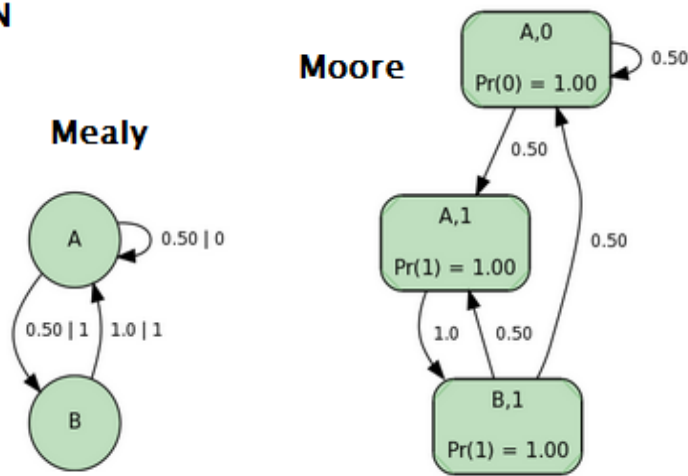 N
Mealy
A
0.50 | 0
0.50 | 1
1.0 | 1
B
Moore
A,0
Pr(0) = 1.00
0.50
0.50
A,1
Pr(1) = 1.00
0.50
1.0
0.50
B,1
Pr(1) = 1.00